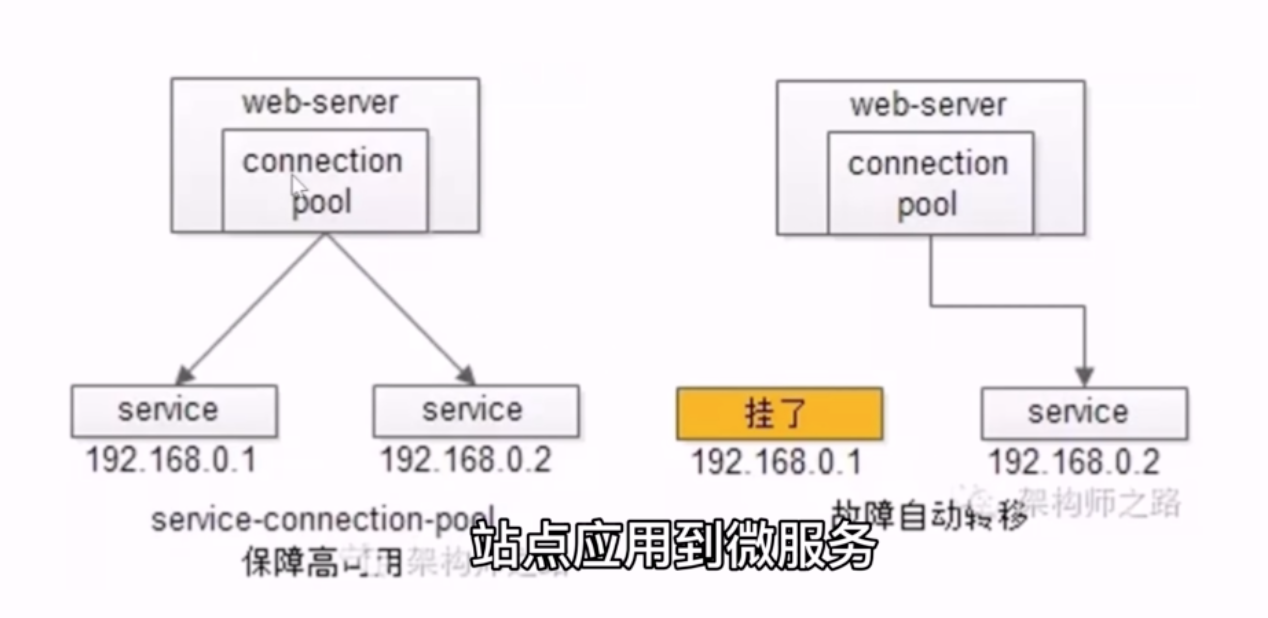 web-server
connection
pool
service
service
192.168.0.1
192.168.0.2
service-connection-pool
保障高可用
web-server
connection
pool
挂了
service
192.168.0.1
192.168.0.2
故障自动转移
架构师之路
架构师之路
站点应用到微服务